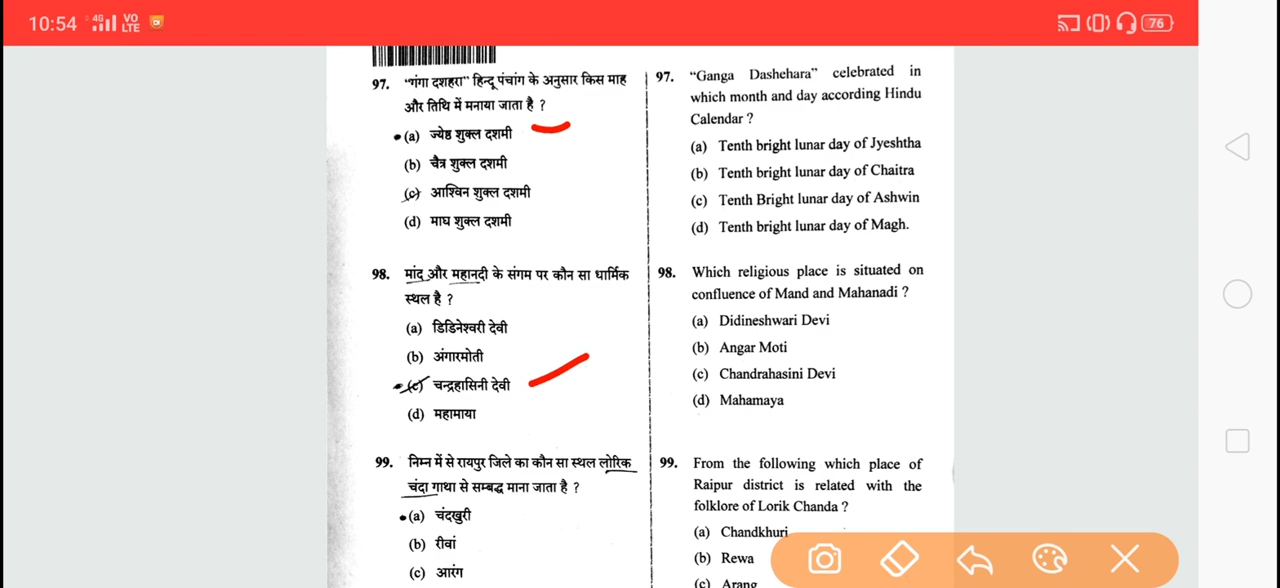 10:54 4G VO LTE 76
97. “गंगा दशहरा” हिन्दू पंचांग के अनुसार किस माह
और तिथि में मनाया जाता है ?
(a) ज्येष्ठ शुक्ल दशमी
(b) चैत्र शुक्ल दशमी
(c) आश्विन शुक्ल दशमी
(d) माघ शुक्ल दशमी
98. मांद और महानदी के संगम पर कौन सा धार्मिक
स्थल है ?
(a) डिडिनेश्वरी देवी
(b) अंगारमोती
(c) चन्द्रहासिनी देवी
(d) महामाया
99. निम्न में से रायपुर जिले का कौन सा स्थल लोरिक
चंदा गाथा से सम्बद्ध माना जाता है ?
(a) चंदखुरी
(b) रीवां
(c) आरंग
97. “Ganga Dashehara” celebrated in
which month and day according Hindu
Calendar ?
(a) Tenth bright lunar day of Jyeshtha
(b) Tenth bright lunar day of Chaitra
(c) Tenth Bright lunar day of Ashwin
(d) Tenth bright lunar day of Magh.
98. Which religious place is situated on
confluence of Mand and Mahanadi ?
(a) Didineshwari Devi
(b) Angar Moti
(c) Chandrahasini Devi
(d) Mahamaya
99. From the following which place of
Raipur district is related with the
folklore of Lorik Chanda ?
(a) Chandkhuri
(b) Rewa
(c) Arang